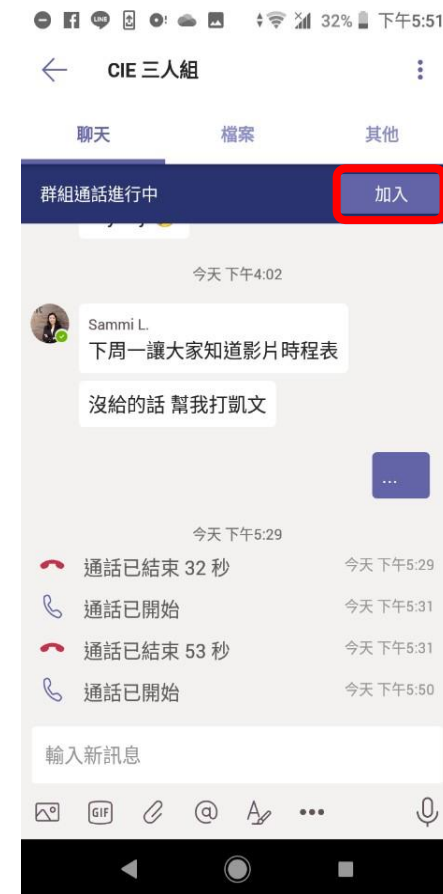 32% 下午5:51
CIE 三人組
聊天 檔案 其他
群組通話進行中 加入
今天 下午4:02
Sammi L.
下周一讓大家知道影片時程表
沒給的話 幫我打凱文
...
今天 下午5:29
通話已結束 32 秒 今天 下午5:29
通話已開始 今天 下午5:31
通話已結束 53 秒 今天 下午5:31
通話已開始 今天 下午5:50
輸入新訊息
GIF